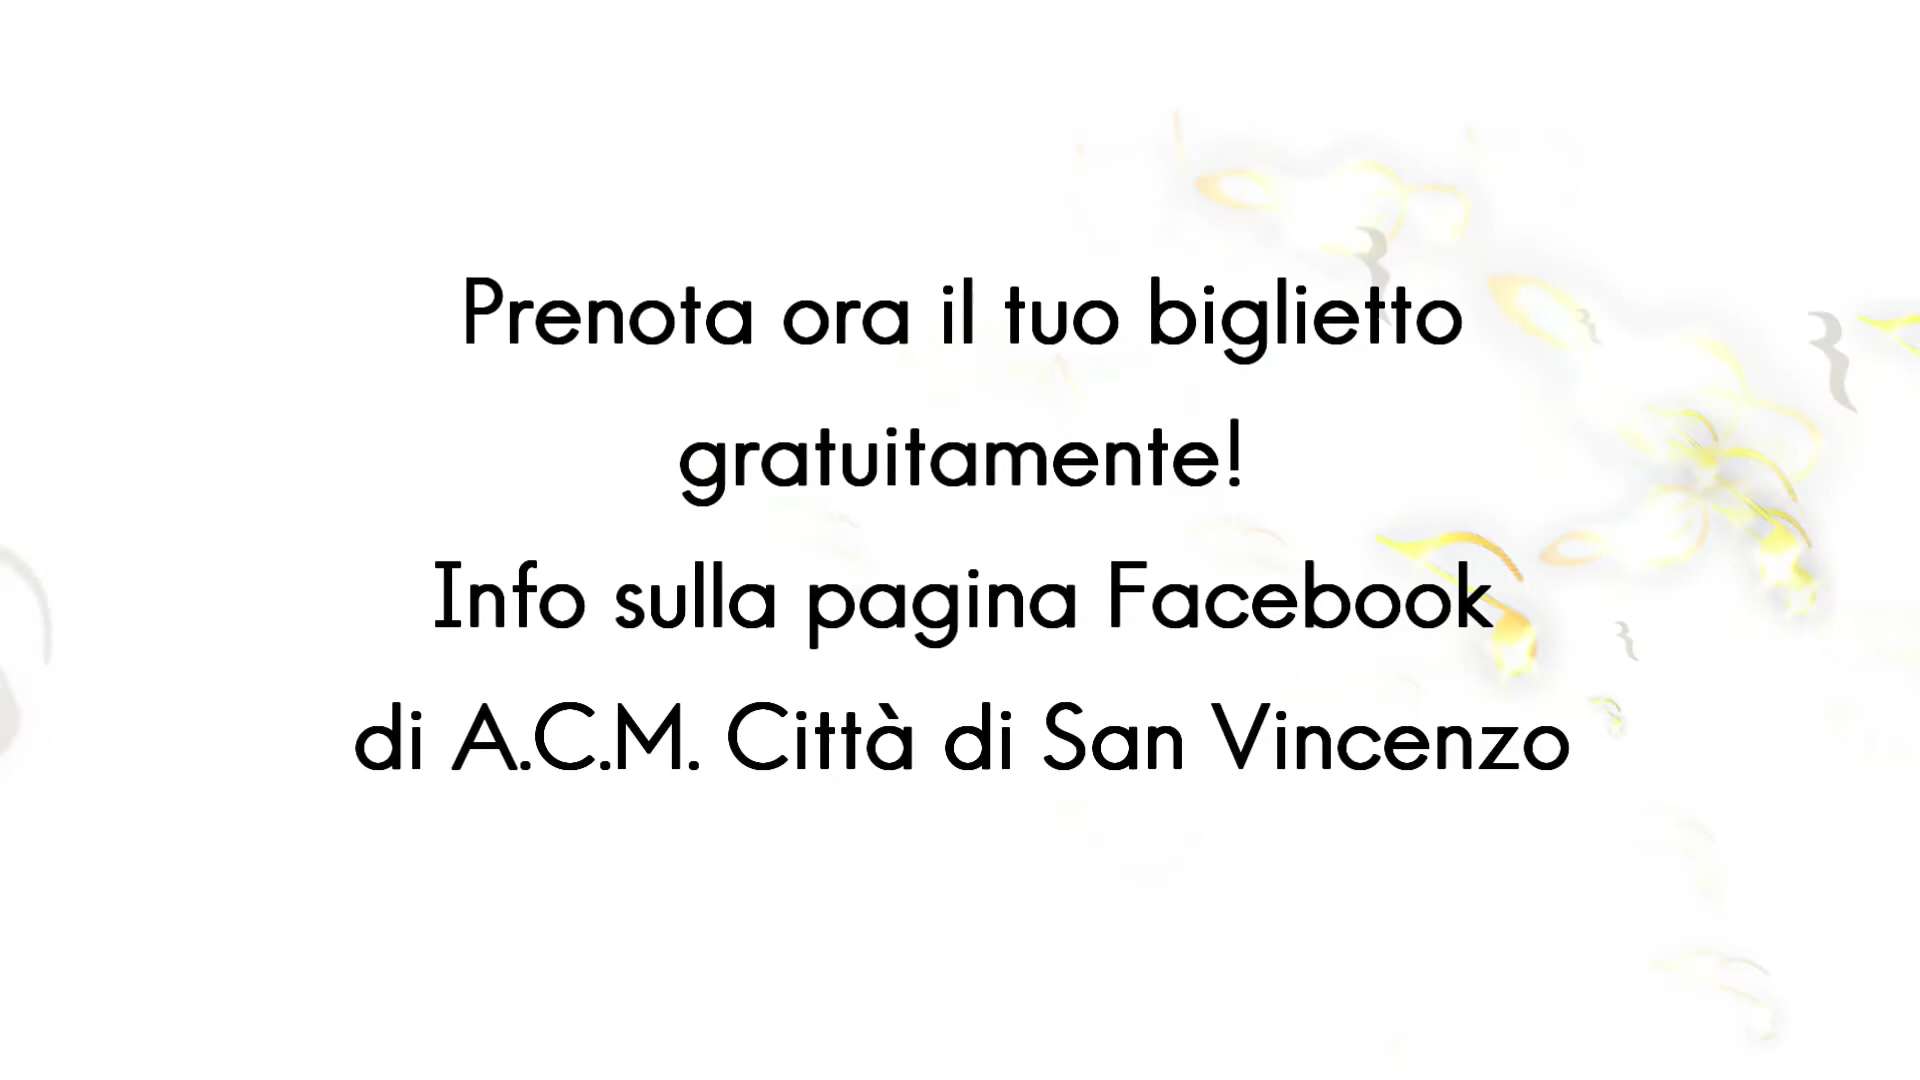 Prenota ora il tuo biglietto
gratuitamente!
Info sulla pagina Facebook
di A.C.M. Città di San Vincenzo